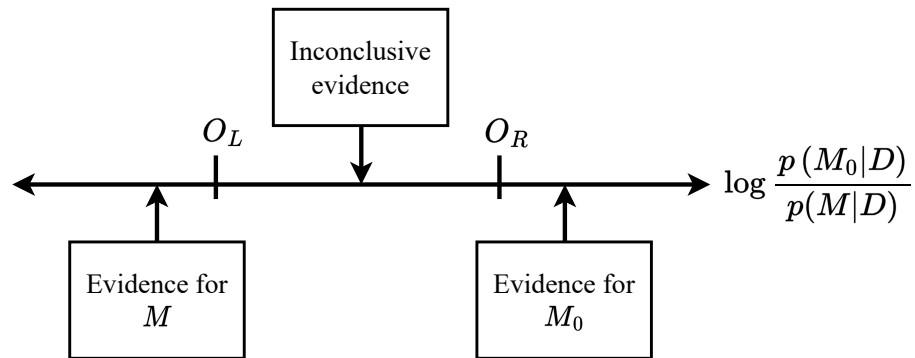 Inconclusive
evidence
O_L
O_R
log p(M_0|D) / p(M|D)
Evidence for
M
Evidence for
M_0